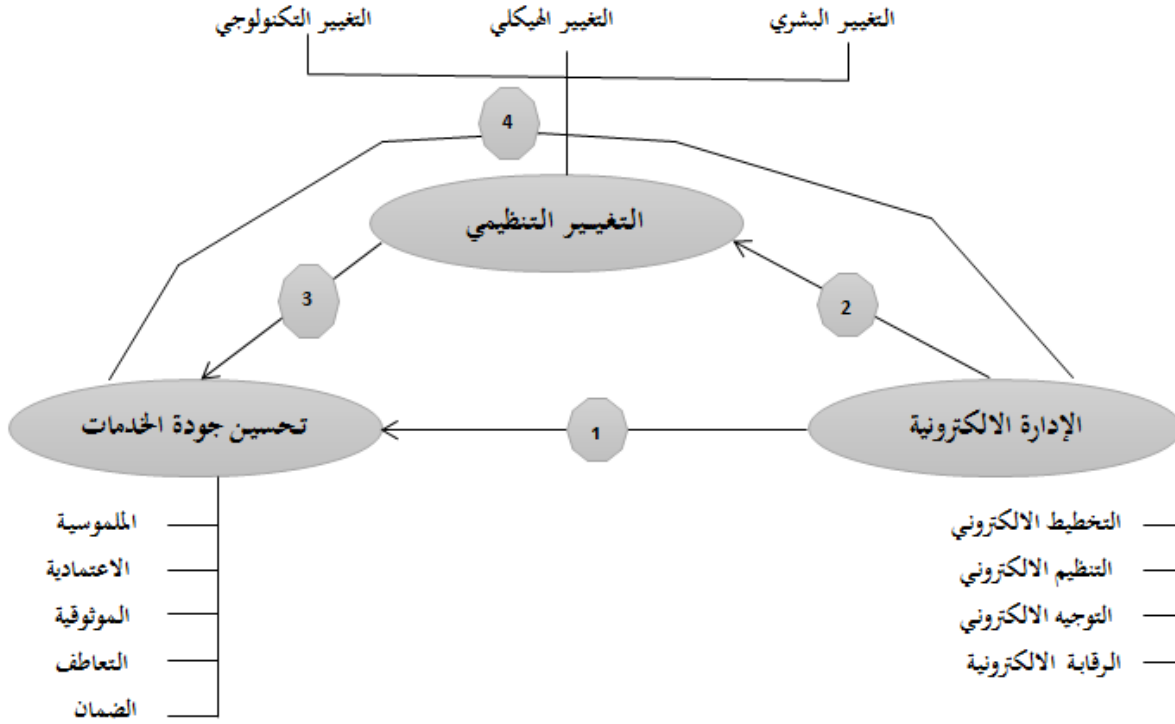 التغيير البشري
التغيير الهيكلي
التغيير التكنولوجي
4
التغيـير التنظيمي
3
2
الإدارة الالكترونية
1
تحسين جودة الخدمات
التخطيط الالكتروني
التنظيم الالكتروني
التوجيه الالكتروني
الرقابة الالكترونية
الملموسية
الاعتمادية
الموثوقية
التعاطف
الضمان